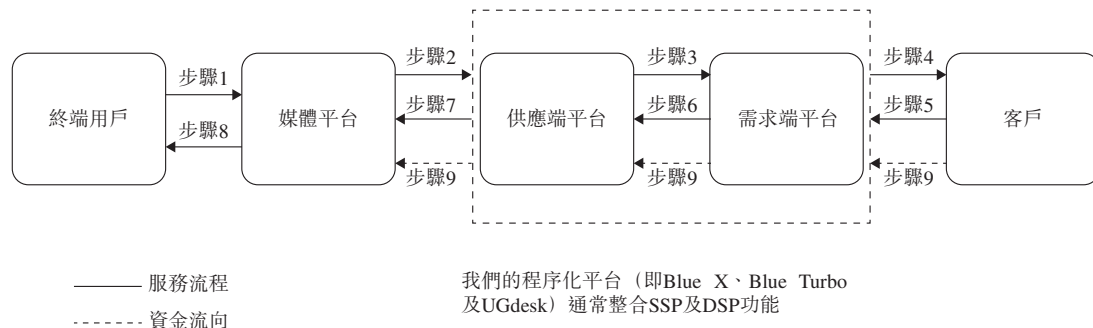 步驟2
步驟3
步驟4
步驟1
步驟7
步驟6
步驟5
終端用戶
媒體平台
供應端平台
需求端平台
客戶
步驟8
步驟9
步驟9
步驟9
服務流程
資金流向
我們的程序化平台（即Blue X、Blue Turbo
及UGdesk）通常整合SSP及DSP功能